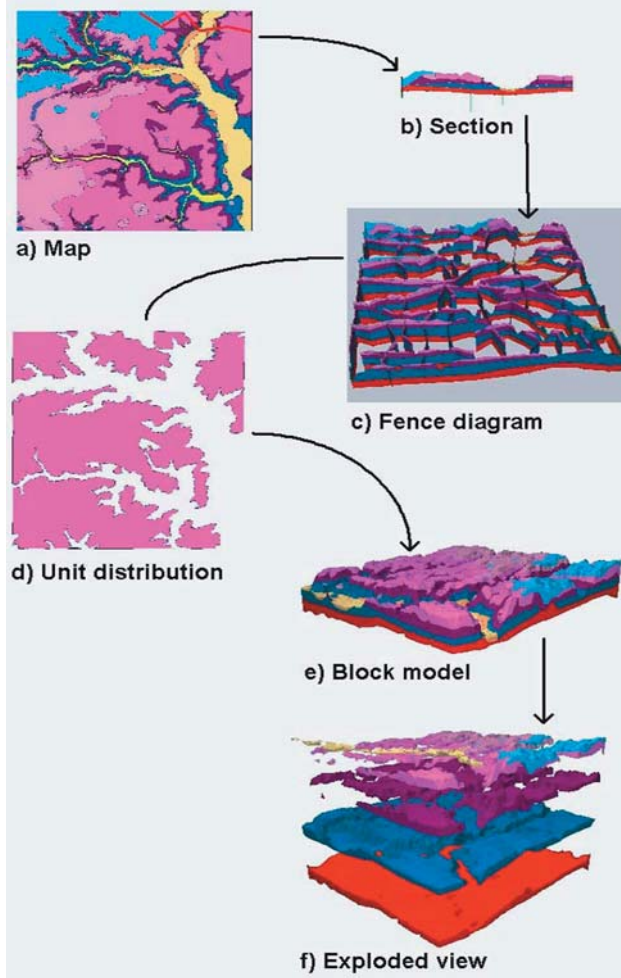 b) Section
a) Map
c) Fence diagram
d) Unit distribution
e) Block model
f) Exploded view